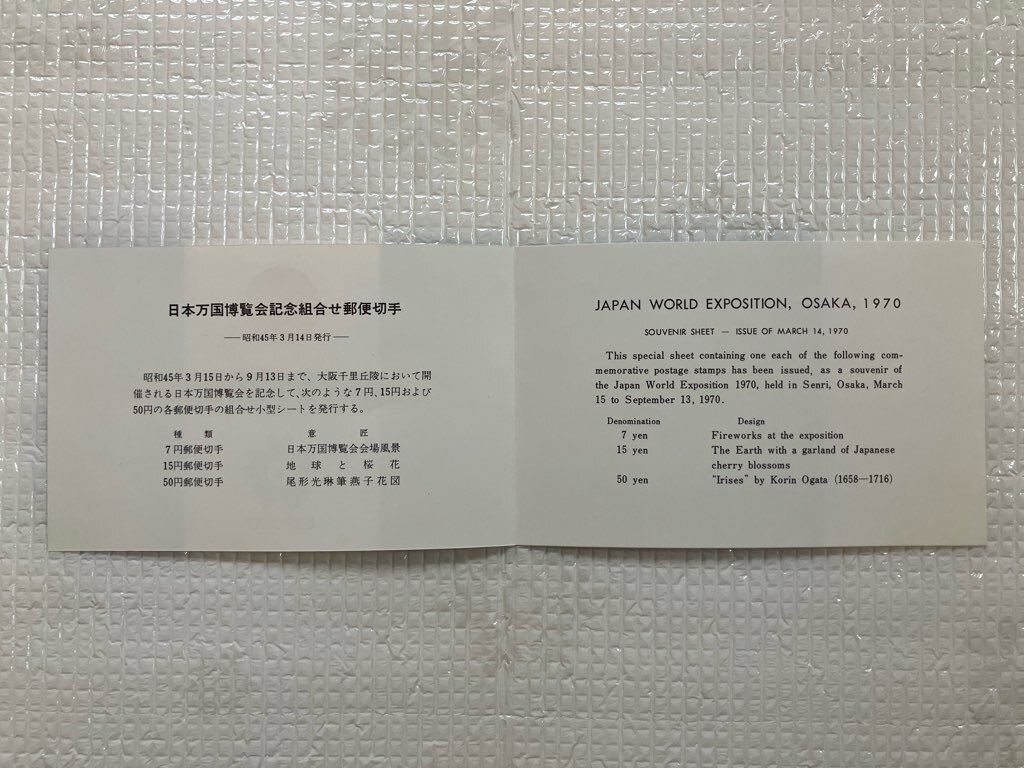 日本万国博覧会記念組合せ郵便切手
——昭和45年3月14日発行——
昭和45年3月15日から9月13日まで、大阪千里丘陵において開
催される日本万国博覧会を記念して、次のような7円、15円および
50円の各郵便切手の組合せ小型シートを発行する。
種類 意匠
7円郵便切手 日本万国博覧会会場風景
15円郵便切手 地球と桜花
50円郵便切手 尾形光琳筆燕子花図
JAPAN WORLD EXPOSITION, OSAKA, 1970
SOUVENIR SHEET — ISSUE OF MARCH 14, 1970
This special sheet containing one each of the following com-
memorative postage stamps has been issued, as a souvenir of
the Japan World Exposition 1970, held in Senri, Osaka, March
15 to September 13, 1970.
Denomination Design
7 yen Fireworks at the exposition
15 yen The Earth with a garland of Japanese
cherry blossoms
50 yen "Irises" by Korin Ogata (1658—1716)